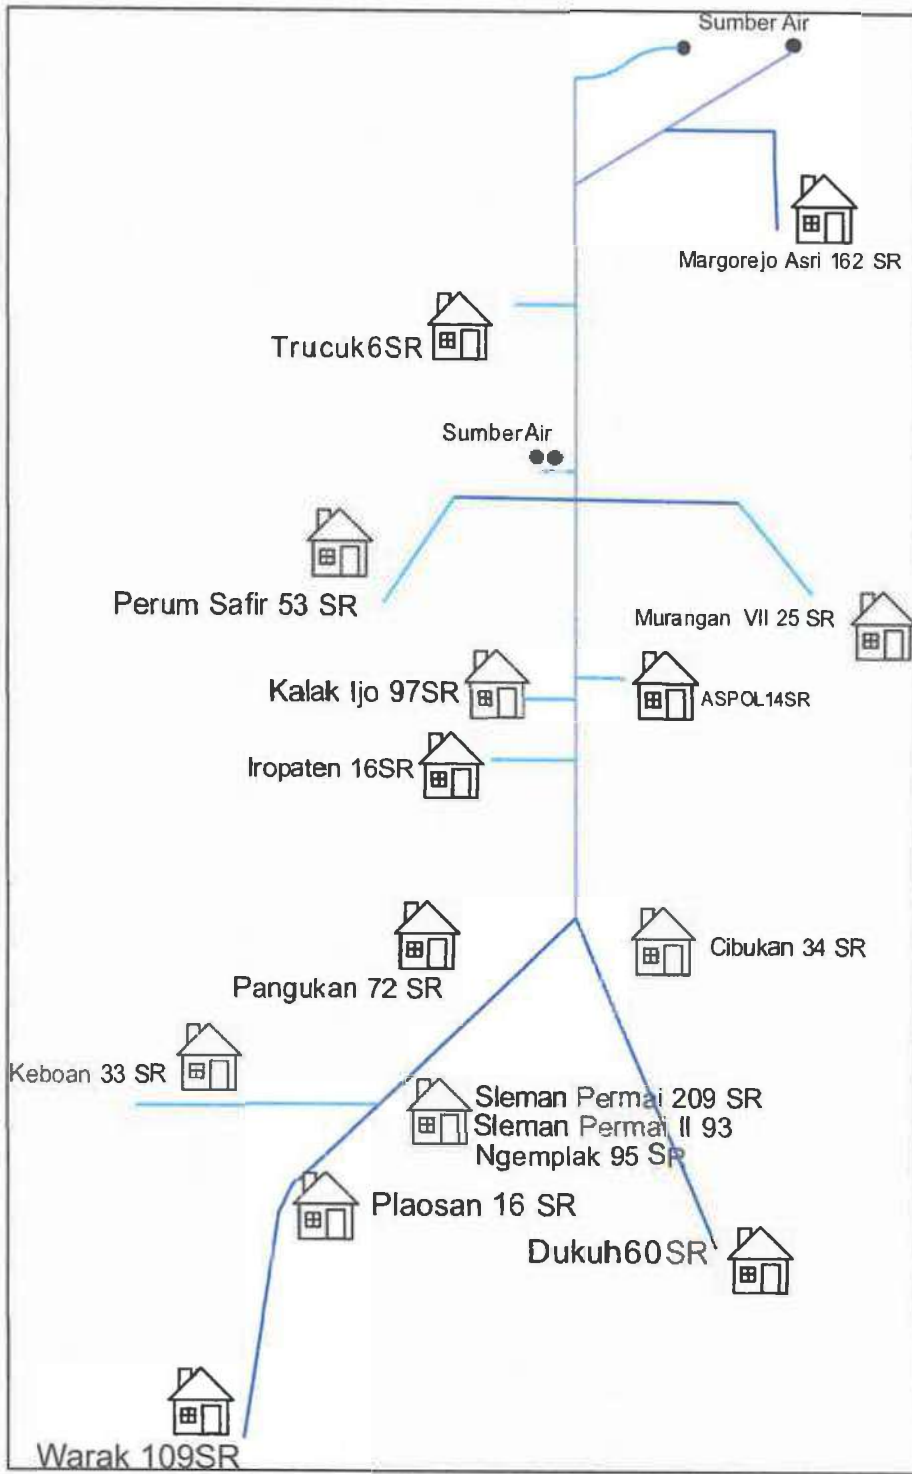 Sumber Air
Margorejo Asri 162 SR
Trucuk6SR
SumberAir
Perum Safir 53 SR
Murangan VII 25 SR
Kalak Ijo 97SR
ASPOL14SR
Iropaten 16SR
Cibukan 34 SR
Pangukan 72 SR
Keboan 33 SR
Sleman Permai 209 SR
Sleman Permai II 93
Ngemplak 95 SR
Plaosan 16 SR
Dukuh60SR
Warak 109SR